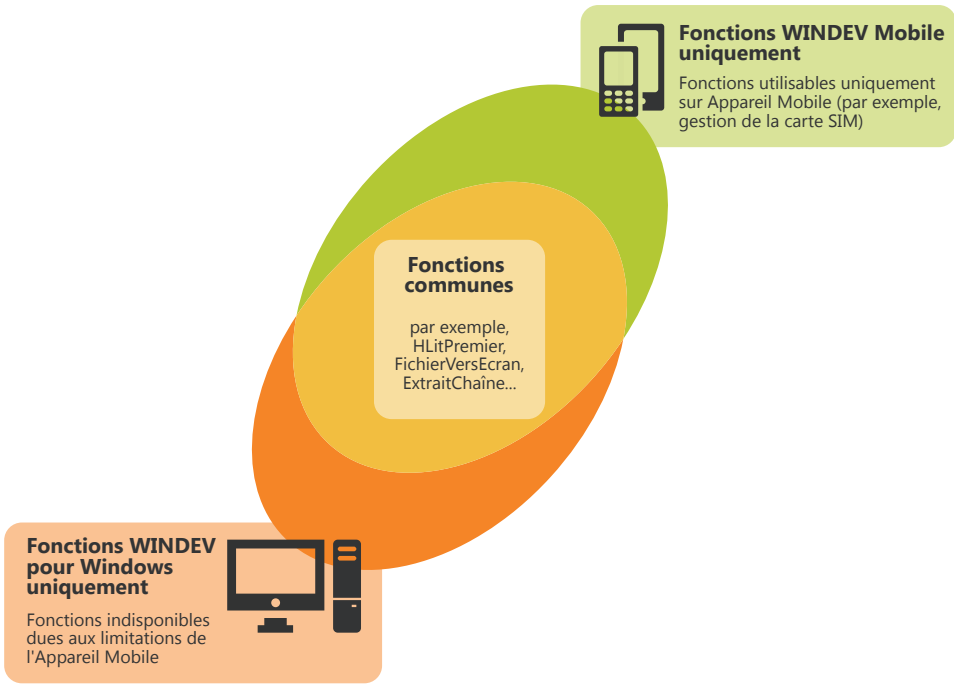 Fonctions WINDEV Mobile
uniquement
Fonctions utilisables uniquement
sur Appareil Mobile (par exemple,
gestion de la carte SIM)
Fonctions
communes
par exemple,
HLitPremier,
FichierVersEcran,
ExtraitChaîne...
Fonctions WINDEV
pour Windows
uniquement
Fonctions indisponibles
dues aux limitations de
l'Appareil Mobile